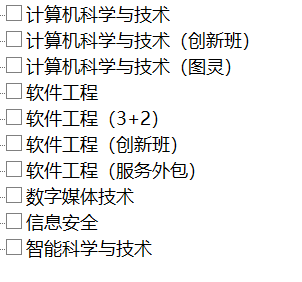 计算机科学与技术
计算机科学与技术（创新班）
计算机科学与技术（图灵）
软件工程
软件工程（3+2）
软件工程（创新班）
软件工程（服务外包）
数字媒体技术
信息安全
智能科学与技术